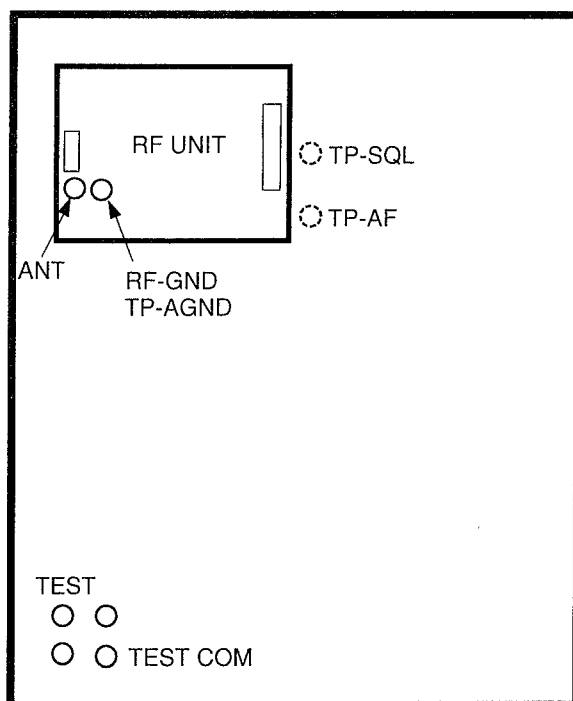 RF UNIT
TP-SQL
TP-AF
ANT
RF-GND
TP-AGND
TEST
TEST COM